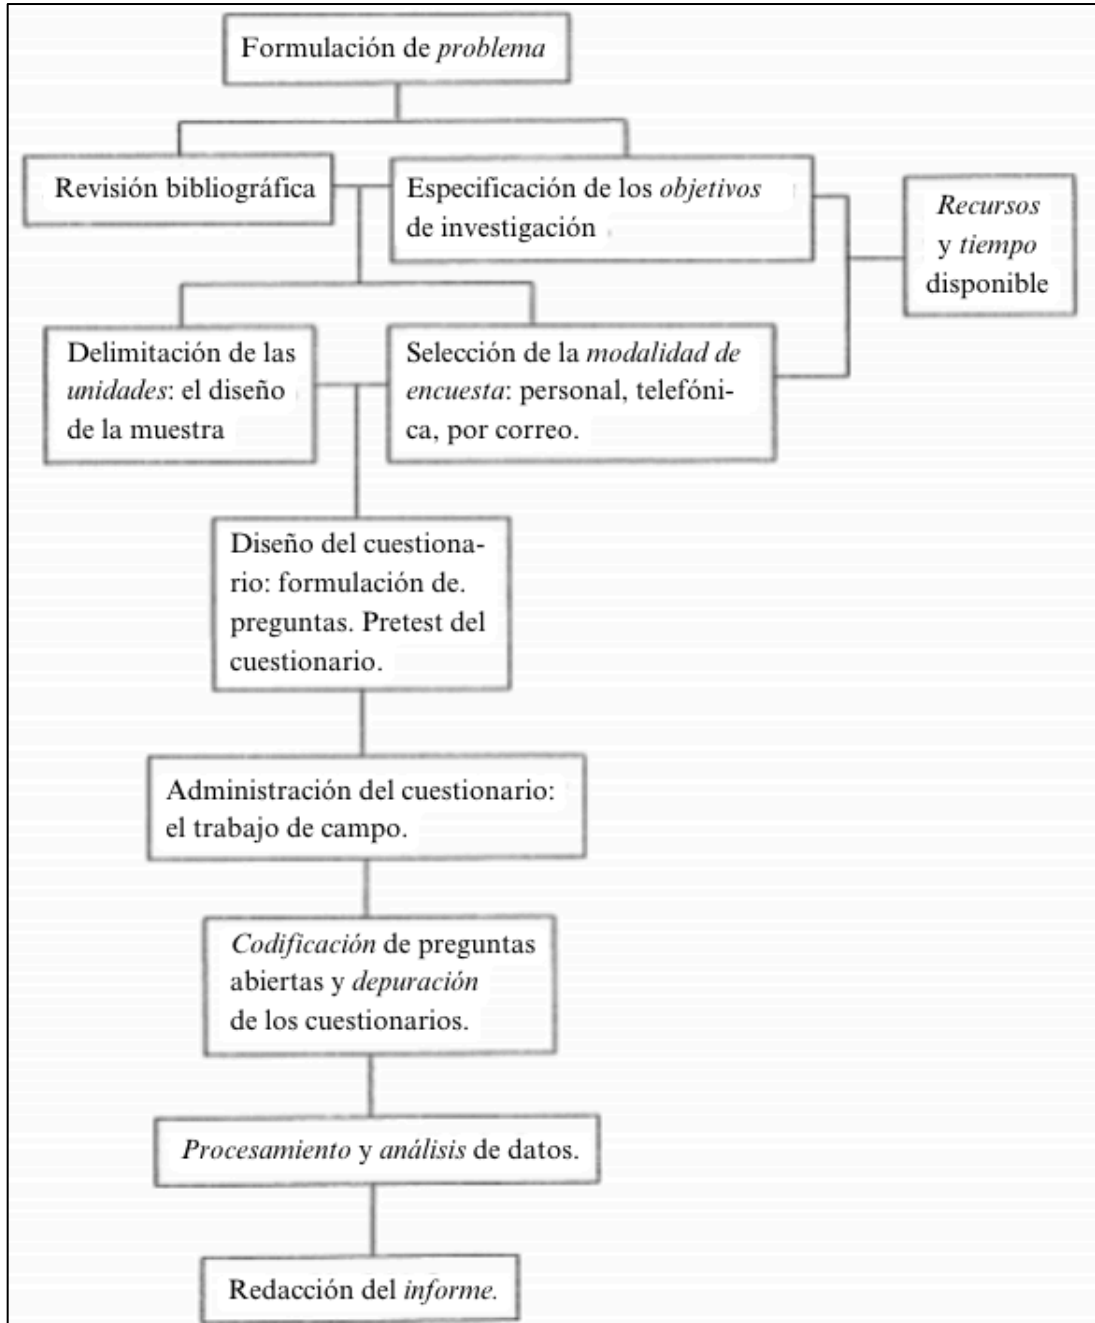 Formulación de problema
Revisión bibliográfica
Especificación de los objetivos
de investigación
Recursos
y tiempo
disponible
Delimitación de las
unidades: el diseño
de la muestra
Selección de la modalidad de
encuesta: personal, telefóni-
ca, por correo.
Diseño del cuestiona-
rio: formulación de.
preguntas. Pretest del
cuestionario.
Administración del cuestionario:
el trabajo de campo.
Codificación de preguntas
abiertas y depuración
de los cuestionarios.
Procesamiento y análisis de datos.
Redacción del informe.